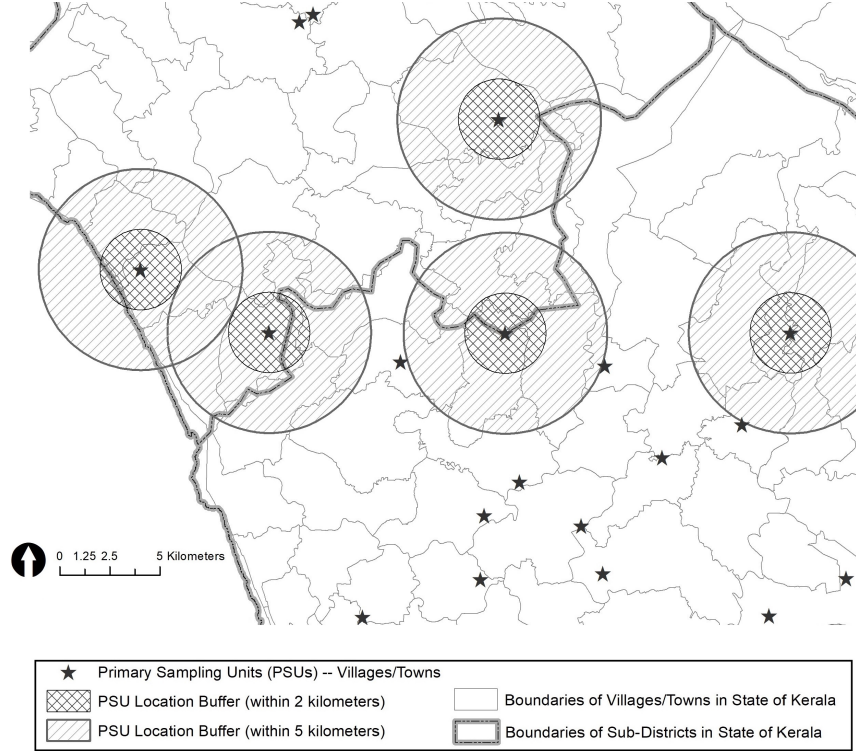 0 1.25 2.5 5 Kilometers
Primary Sampling Units (PSUs) -- Villages/Towns
PSU Location Buffer (within 2 kilometers)
Boundaries of Villages/Towns in State of Kerala
PSU Location Buffer (within 5 kilometers)
Boundaries of Sub-Districts in State of Kerala